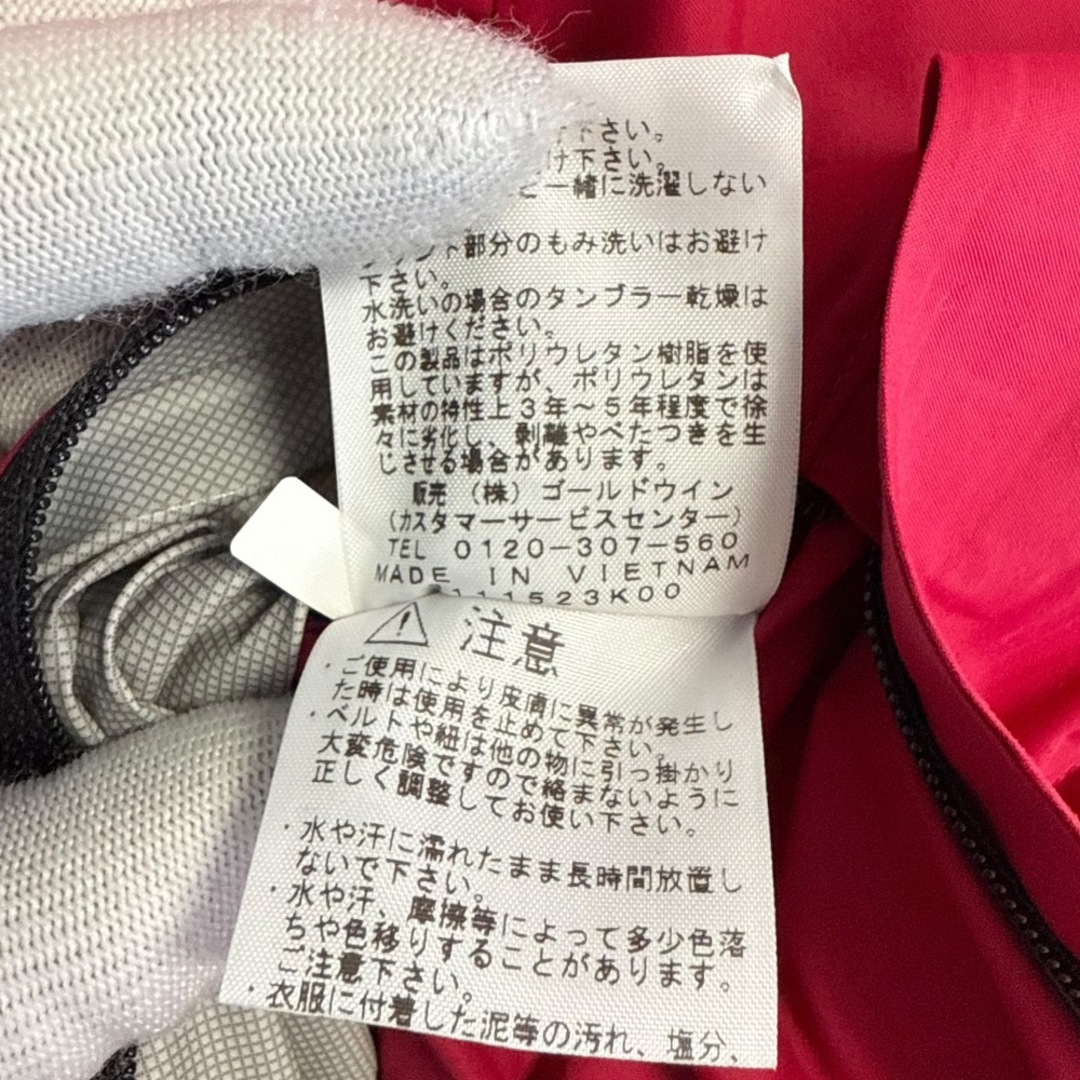 下さい。
け下さい。
と一緒に洗濯しない
プリント部分のもみ洗いはお避け
下さい。
水洗いの場合のタンブラー乾燥は
お避けください。
この製品はポリウレタン樹脂を使
用していますが、ポリウレタンは
素材の特性上3年〜5年程度で徐
々に劣化し、剥離やべたつきを生
じさせる場合があります。
販売(株)ゴールドウイン
(カスタマーサービスセンター)
TEL 0120-307-560
MADE IN VIETNAM
111523K00
注意
・ご使用により皮膚に異常が発生し
た時は使用を止めて下さい。
・ベルトや紐は他の物に引っ掛かり
大変危険ですので絡まないように
正しく調整してお使い下さい。
・水や汗に濡れたまま長時間放置し
ないで下さい。
・水や汗、摩擦等によって多少色落
ちや色移りすることがあります。
ご注意下さい。
・衣服に付着した泥等の汚れ、塩分、